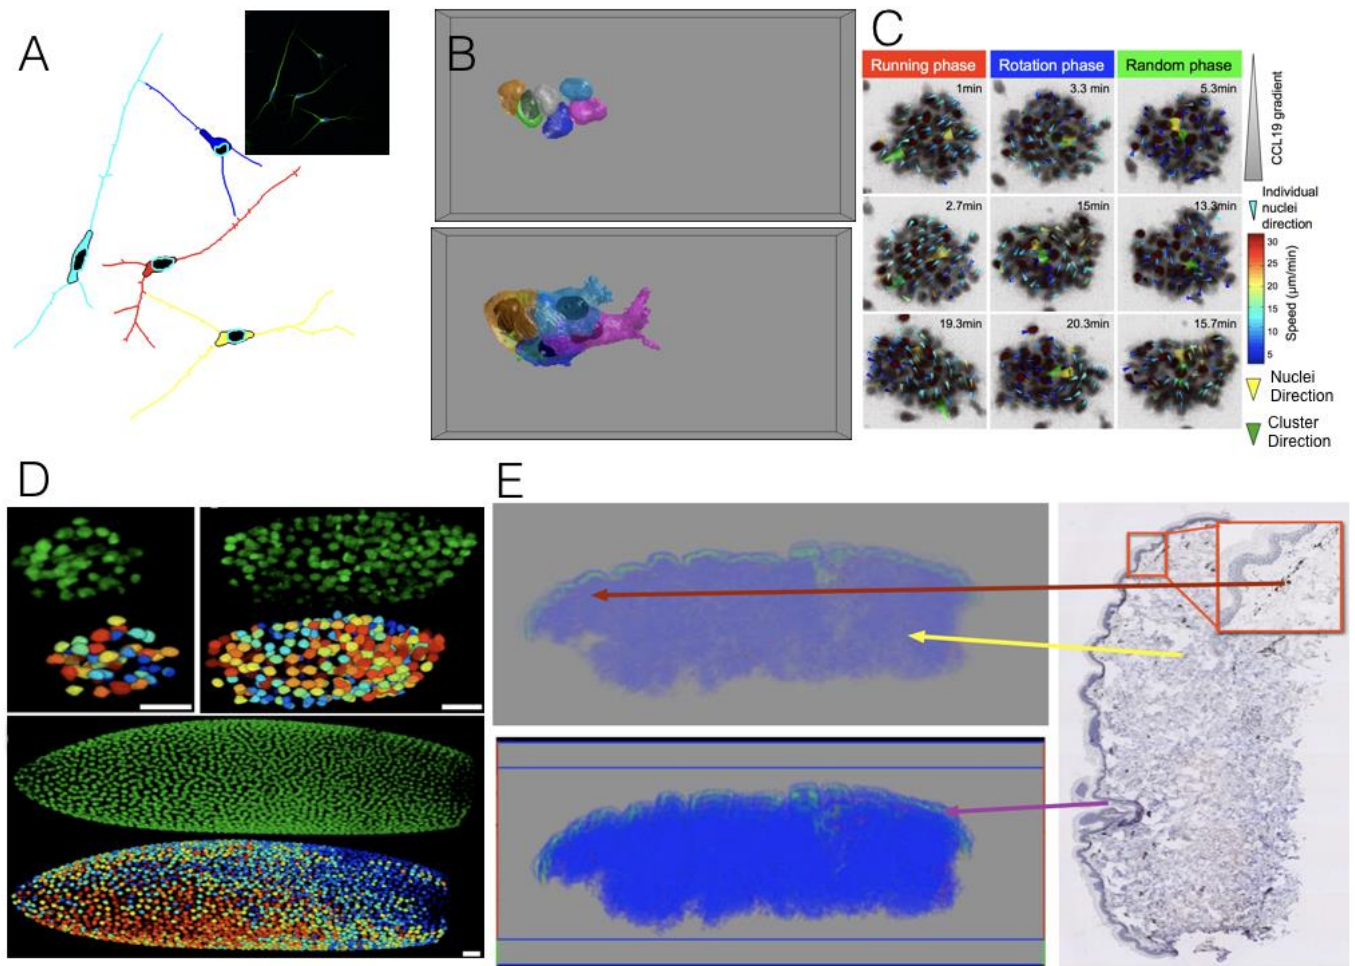 A
B
C
Running phase
Rotation phase
Random phase
1min
3.3 min
5.3min
2.7min
15min
13.3min
19.3min
20.3min
15.7min
CCL19 gradient
Individual
nuclei
direction
30
25
20
15
10
5
Speed (μm/min)
Nuclei
Direction
Cluster
Direction
D
E